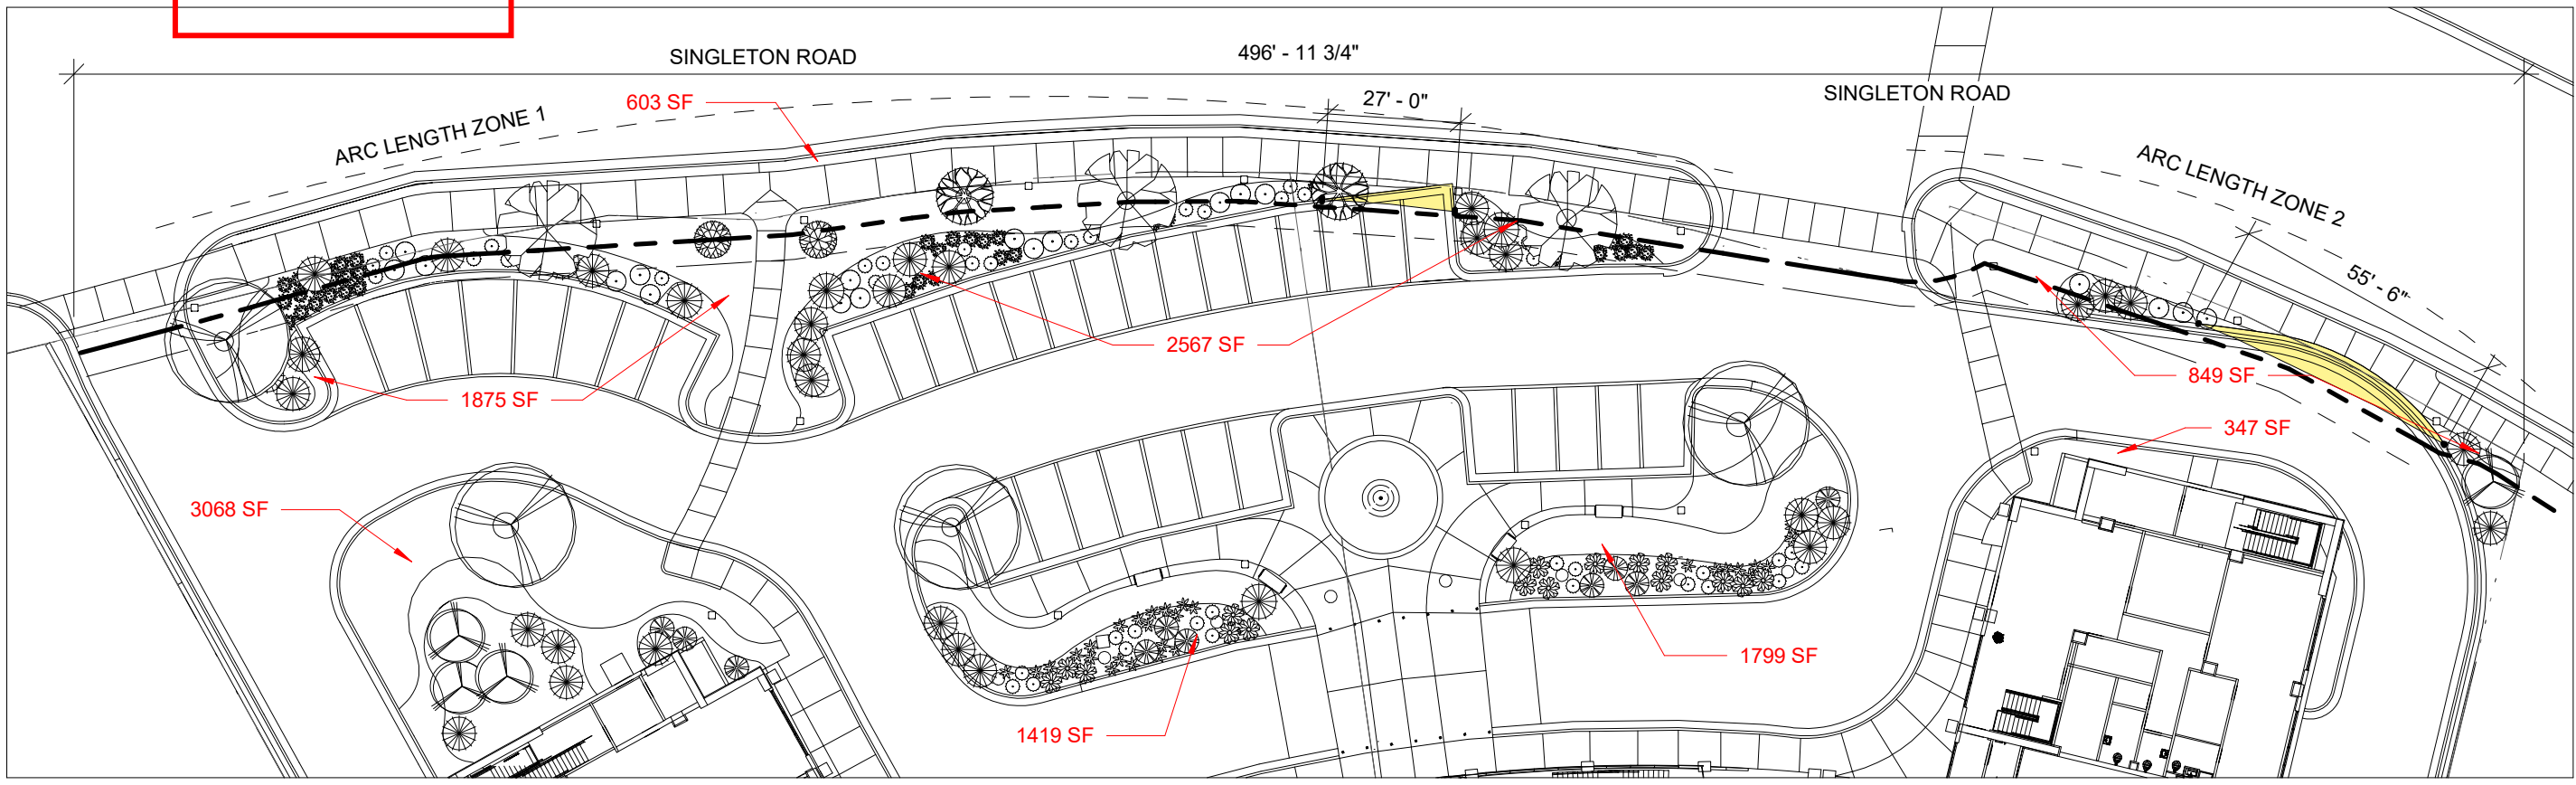 SINGLETON ROAD
496' - 11 3/4"
SINGLETON ROAD
603 SF
27' - 0"
ARC LENGTH ZONE 1
ARC LENGTH ZONE 2
55' - 6"
2567 SF
1875 SF
849 SF
347 SF
3068 SF
1799 SF
1419 SF